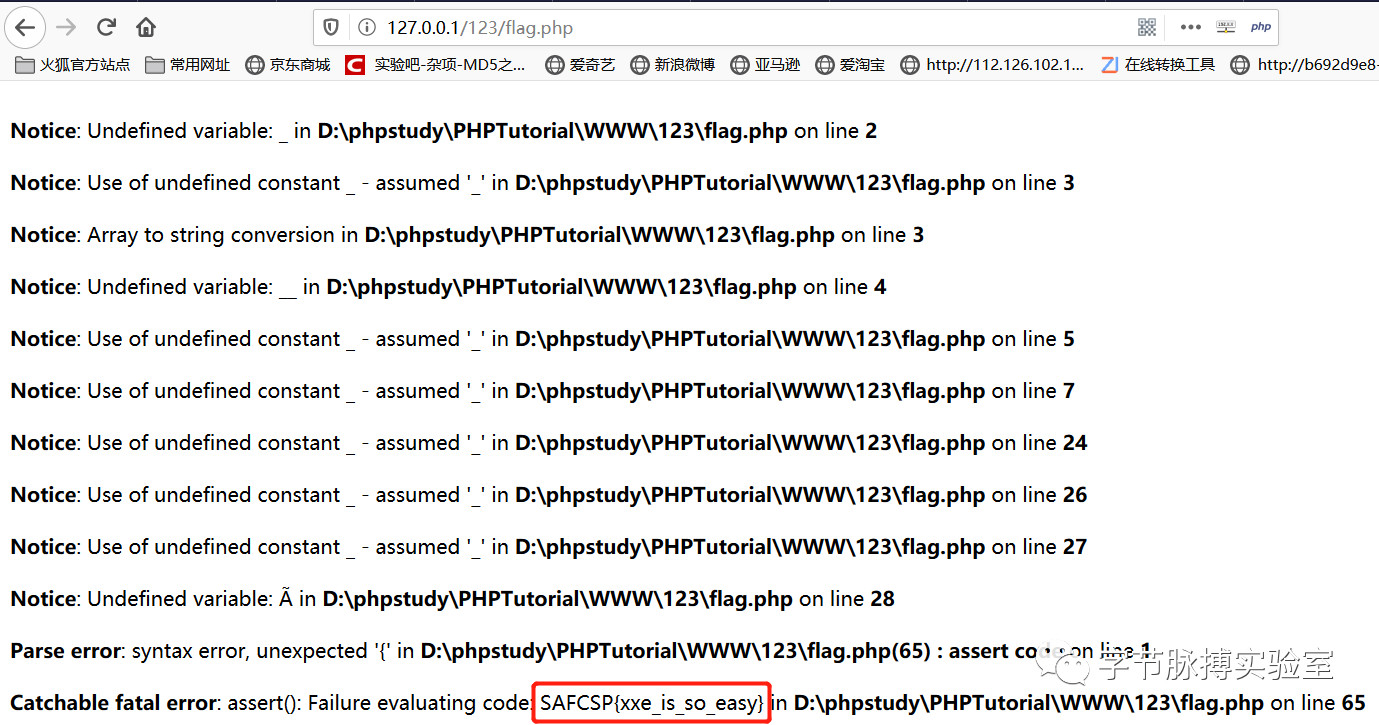 127.0.0.1/123/flag.php
php
火狐官方站点 常用网址 京东商城 实验吧-杂项-MD5之... 爱奇艺 新浪微博 亚马逊 爱淘宝 http://112.126.102.1... 在线转换工具 http://b692d9e8-
Notice: Undefined variable: _ in D:\phpstudy\PHPTutorial\WWW\123\flag.php on line 2
Notice: Use of undefined constant _ - assumed '_' in D:\phpstudy\PHPTutorial\WWW\123\flag.php on line 3
Notice: Array to string conversion in D:\phpstudy\PHPTutorial\WWW\123\flag.php on line 3
Notice: Undefined variable: __ in D:\phpstudy\PHPTutorial\WWW\123\flag.php on line 4
Notice: Use of undefined constant _ - assumed '_' in D:\phpstudy\PHPTutorial\WWW\123\flag.php on line 5
Notice: Use of undefined constant _ - assumed '_' in D:\phpstudy\PHPTutorial\WWW\123\flag.php on line 7
Notice: Use of undefined constant _ - assumed '_' in D:\phpstudy\PHPTutorial\WWW\123\flag.php on line 24
Notice: Use of undefined constant _ - assumed '_' in D:\phpstudy\PHPTutorial\WWW\123\flag.php on line 26
Notice: Use of undefined constant _ - assumed '_' in D:\phpstudy\PHPTutorial\WWW\123\flag.php on line 27
Notice: Undefined variable: Ã in D:\phpstudy\PHPTutorial\WWW\123\flag.php on line 28
Parse error: syntax error, unexpected '{' in D:\phpstudy\PHPTutorial\WWW\123\flag.php(65) : assert code on line 1
字节脉搏实验室
Catchable fatal error: assert(): Failure evaluating code: SAFCSP{xxe_is_so_easy} in D:\phpstudy\PHPTutorial\WWW\123\flag.php on line 65